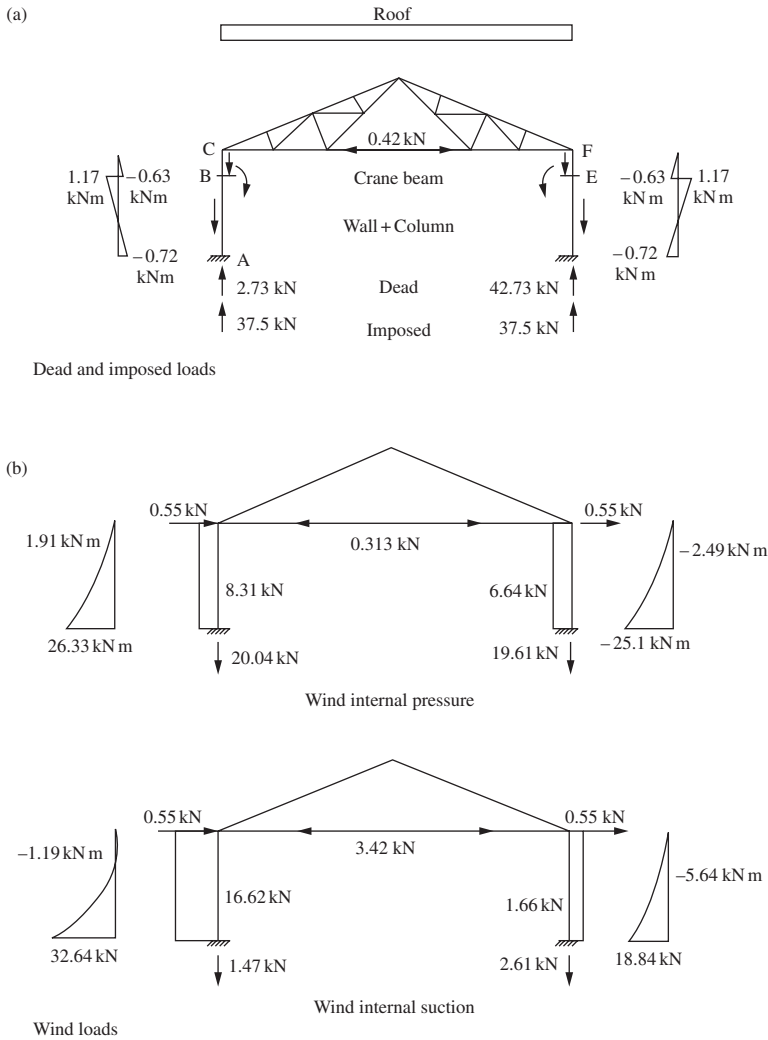 (a)
Roof
C 0.42 kN F
B Crane beam E
1.17 kNm –0.63
–0.63 kN m 1.17 kN m
Wall + Column
–0.72 kNm A
–0.72 kN m
2.73 kN Dead 42.73 kN
37.5 kN Imposed 37.5 kN
Dead and imposed loads
(b)
0.55 kN 0.55 kN
1.91 kN m 0.313 kN –2.49 kN m
8.31 kN 6.64 kN
26.33 kN m 20.04 kN 19.61 kN –25.1 kN m
Wind internal pressure
0.55 kN 0.55 kN
–1.19 kN m 3.42 kN –5.64 kN m
16.62 kN 1.66 kN
32.64 kN 1.47 kN 2.61 kN 18.84 kN
Wind internal suction
Wind loads